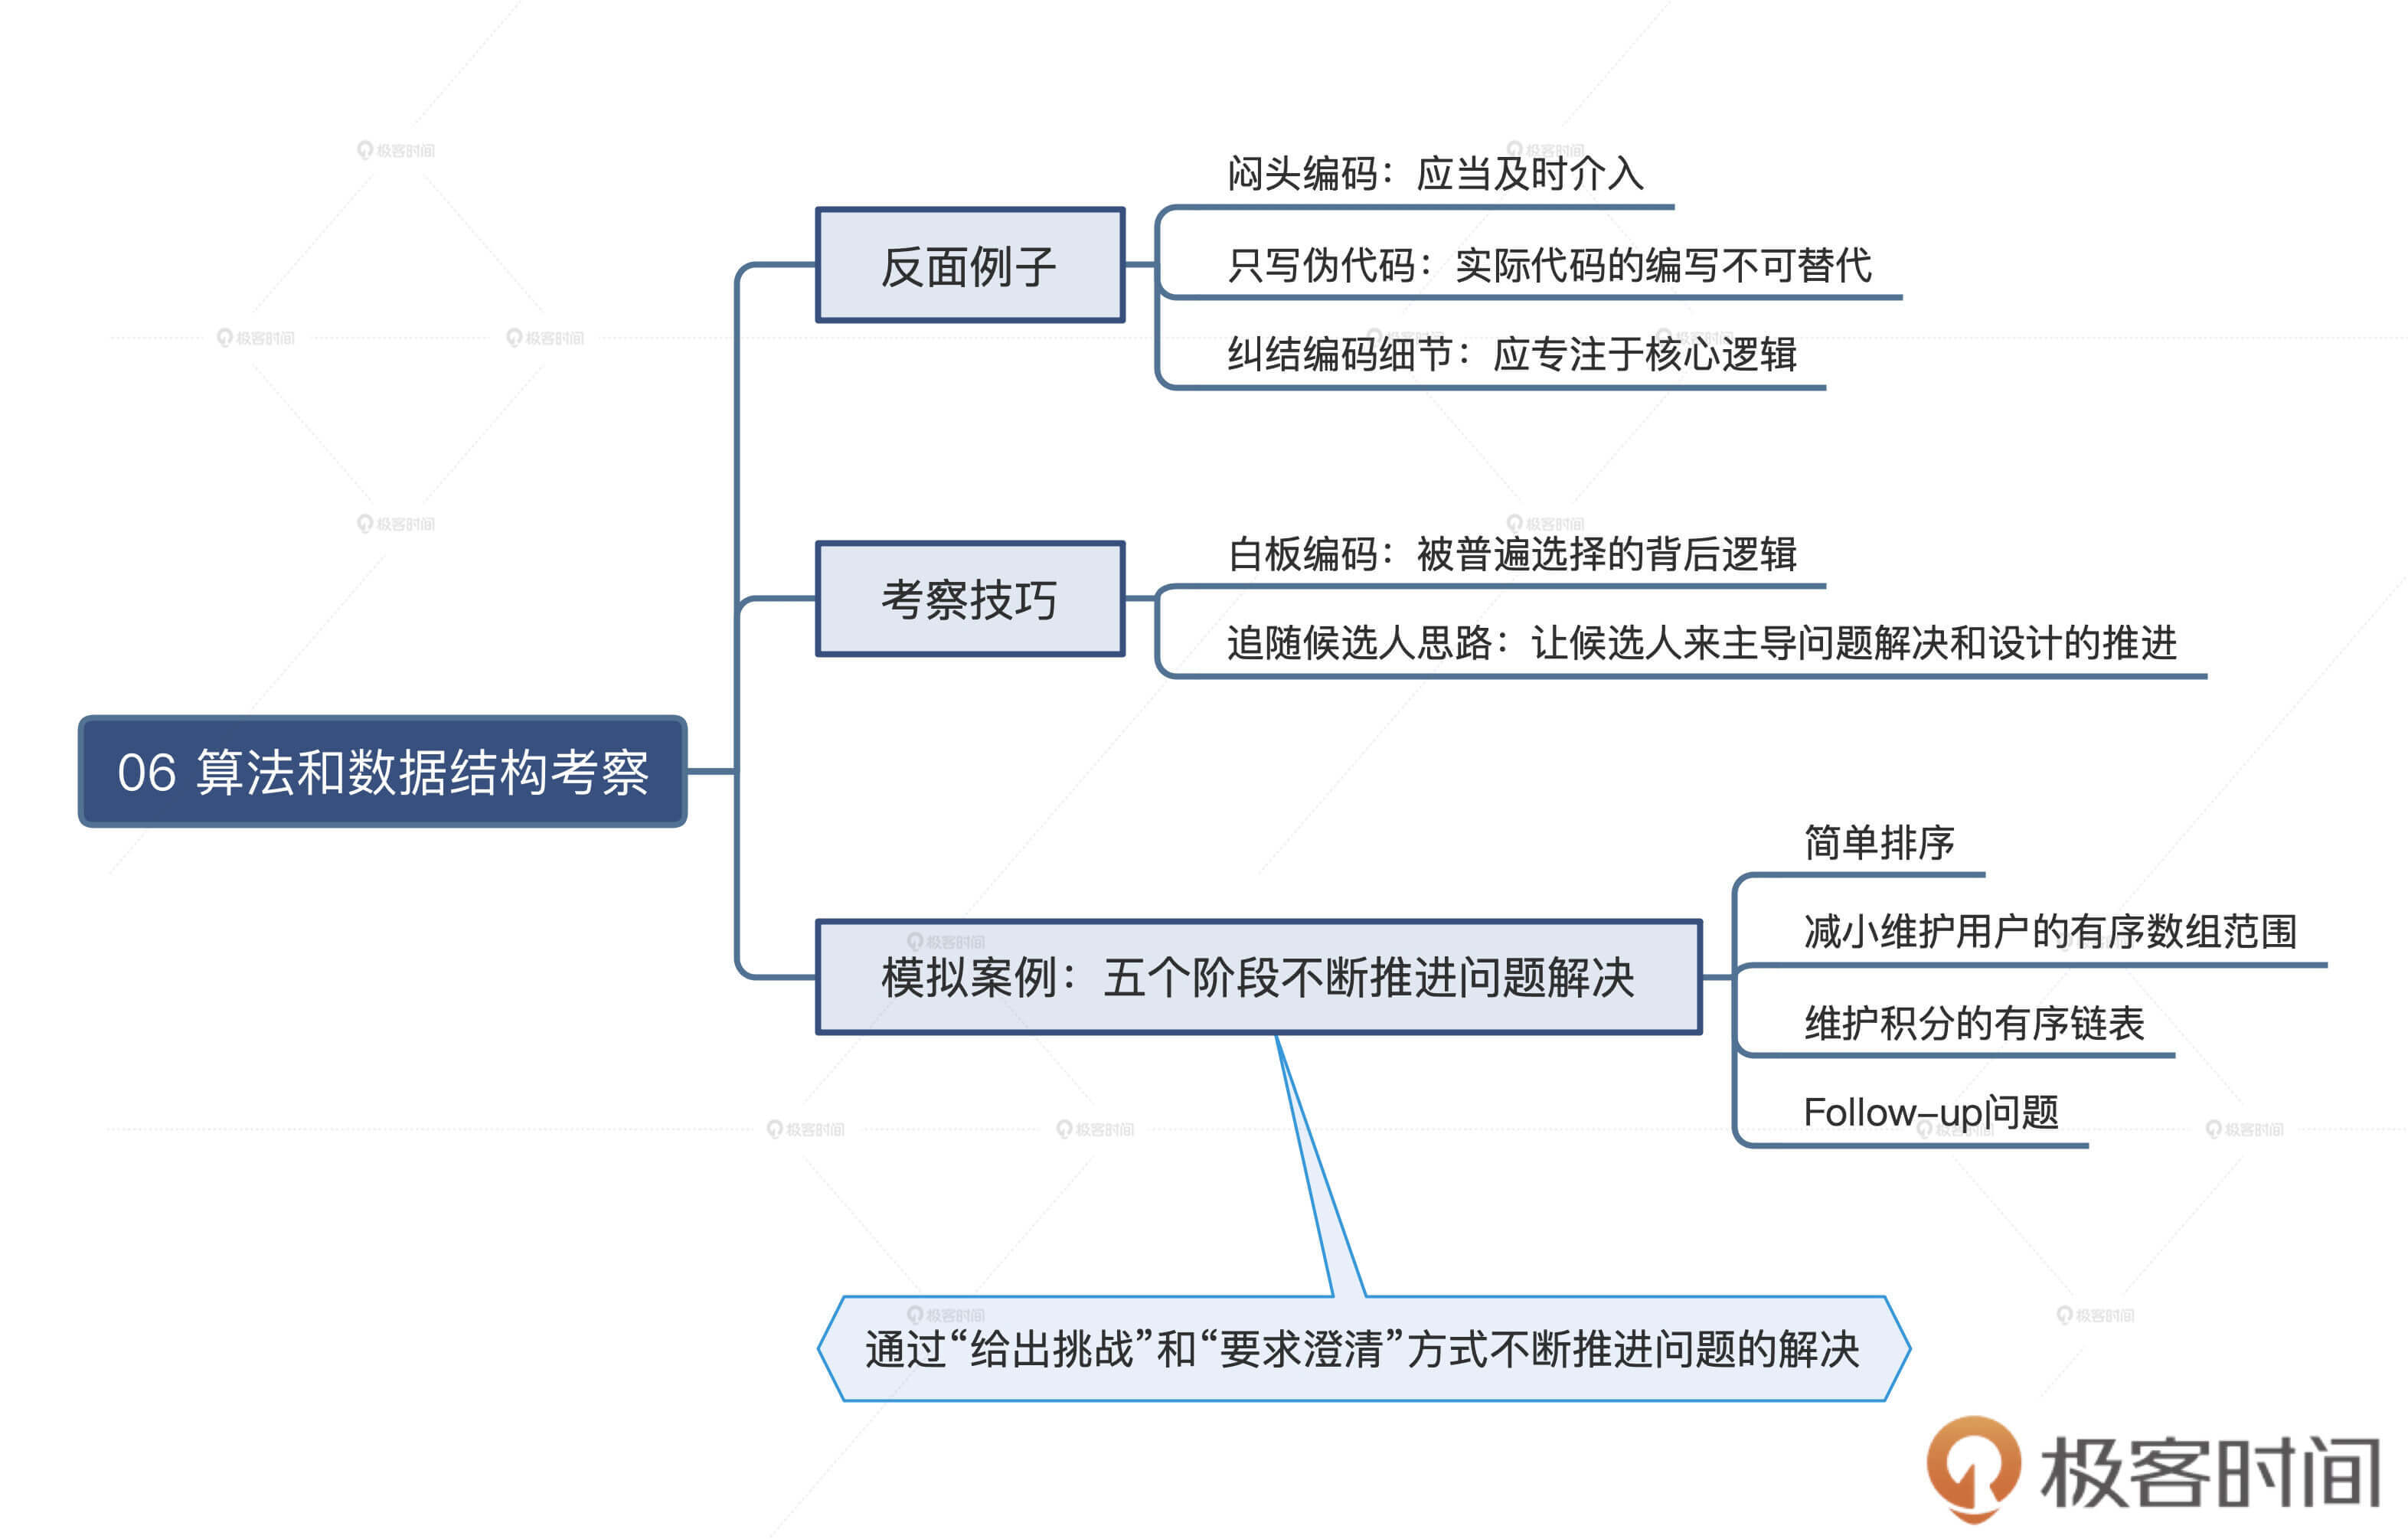 闷头编码：应当及时介入
反面例子
只写伪代码：实际代码的编写不可替代
纠结编码细节：应专注于核心逻辑
白板编码：被普遍选择的背后逻辑
考察技巧
追随候选人思路：让候选人来主导问题解决和设计的推进
06 算法和数据结构考察
简单排序
减小维护用户的有序数组范围
模拟案例：五个阶段不断推进问题解决
维护积分的有序链表
Follow-up问题
通过“给出挑战”和“要求澄清”方式不断推进问题的解决
极客时间